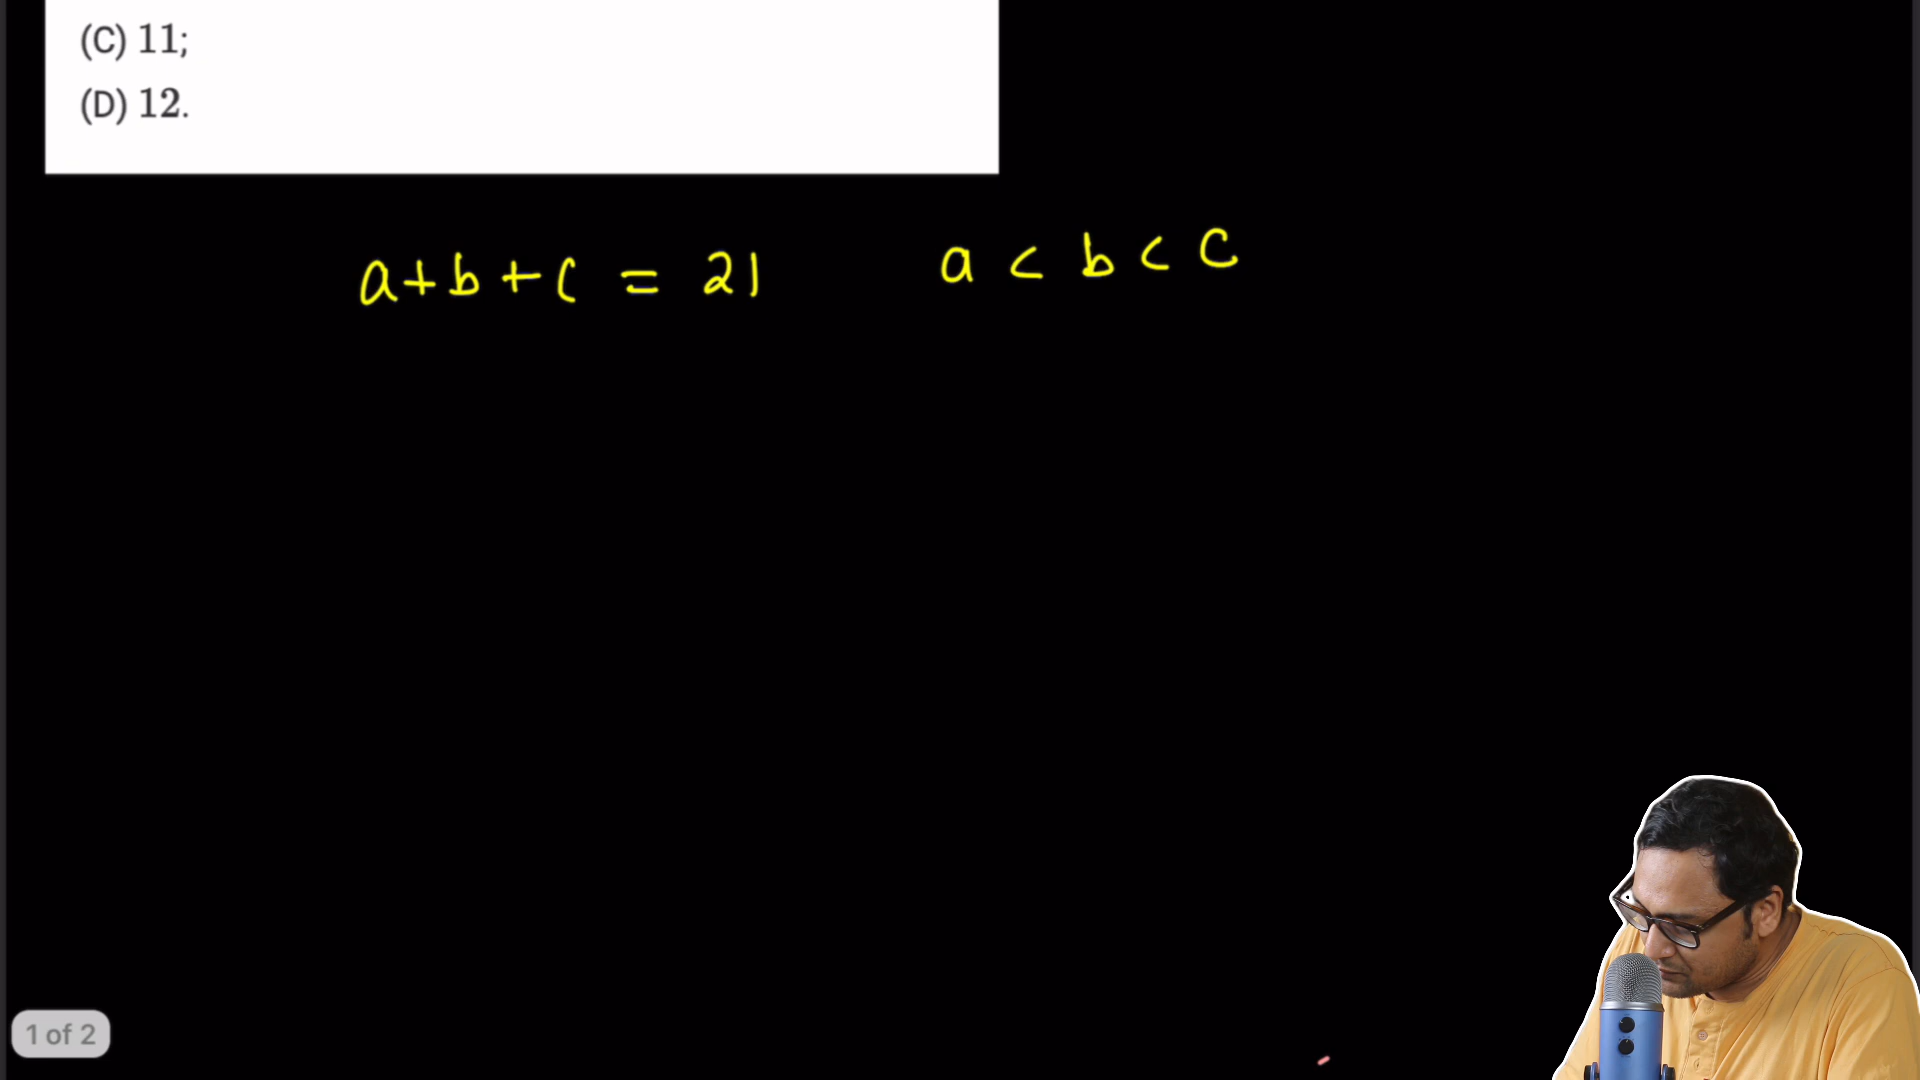 (C) 11;
(D) 12.
a+b+c = 21 a < b < c
1 of 2